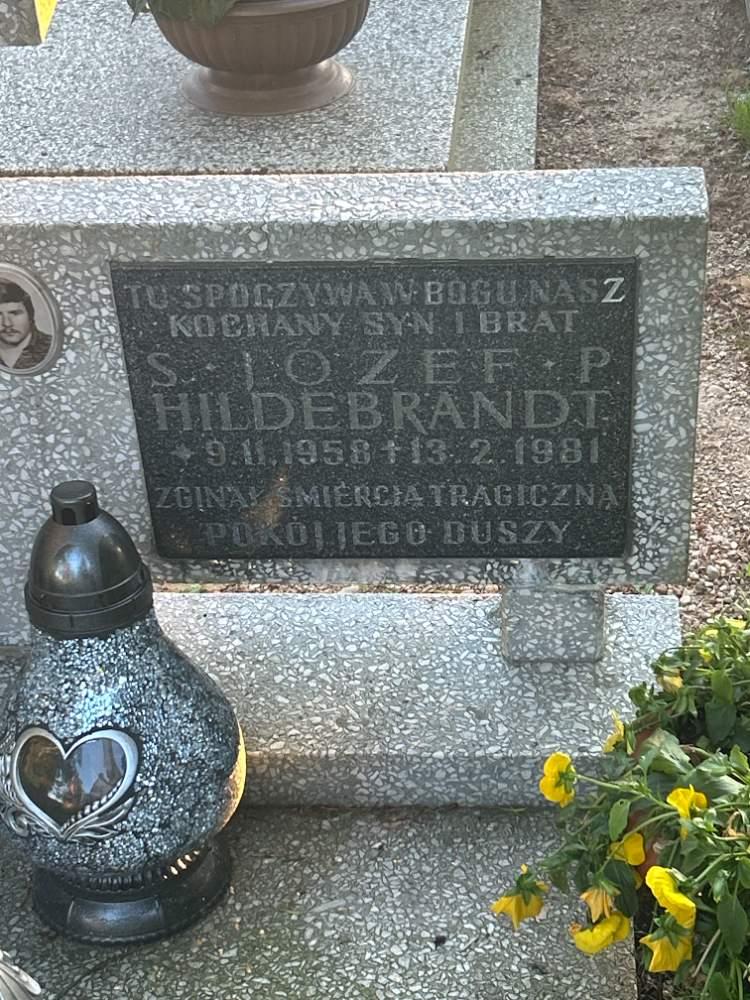 TU SPOCZYWA W BOGU NASZ
KOCHANY SYN I BRAT
S · JÓZEF · P
HILDEBRANDT
* 9.11.1958 † 13.2.1981
ZGINĄŁ ŚMIERCIĄ TRAGICZNĄ
POKÓJ JEGO DUSZY